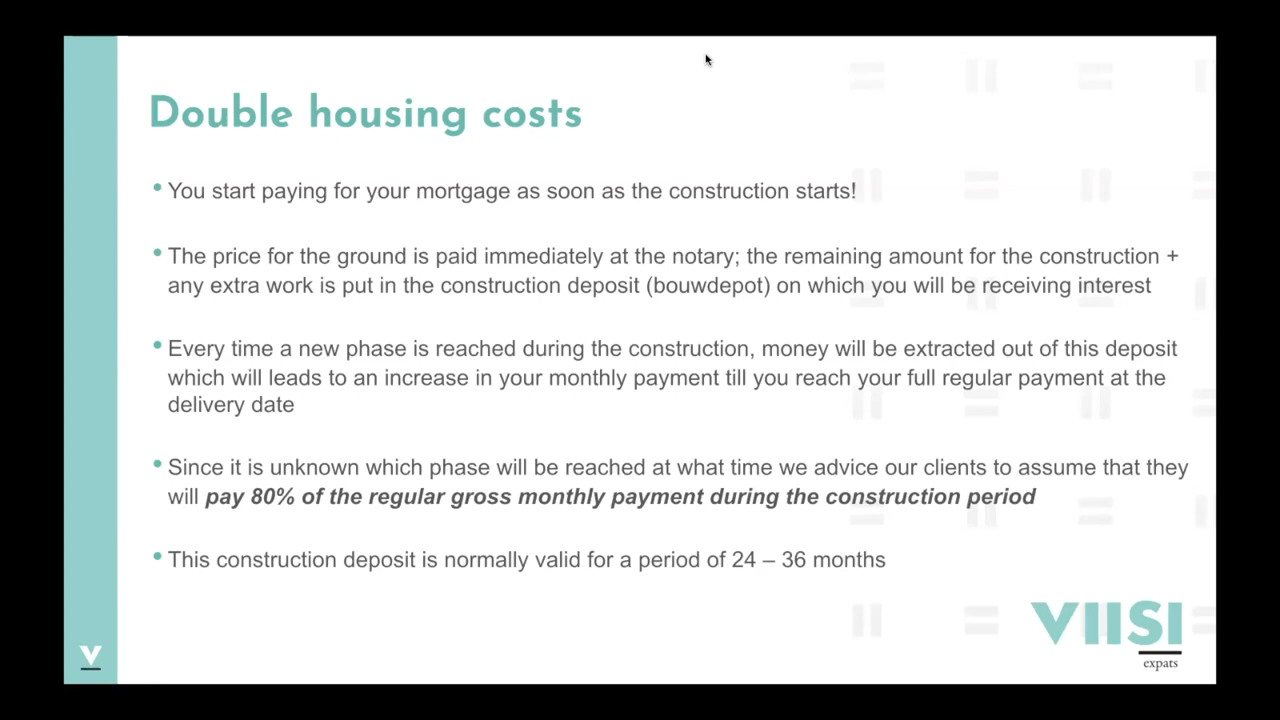 Double housing costs
• You start paying for your mortgage as soon as the construction starts!
• The price for the ground is paid immediately at the notary; the remaining amount for the construction +
any extra work is put in the construction deposit (bouwdepot) on which you will be receiving interest
• Every time a new phase is reached during the construction, money will be extracted out of this deposit
which will leads to an increase in your monthly payment till you reach your full regular payment at the
delivery date
• Since it is unknown which phase will be reached at what time we advice our clients to assume that they
will pay 80% of the regular gross monthly payment during the construction period
• This construction deposit is normally valid for a period of 24 – 36 months
VIISI
expats
V